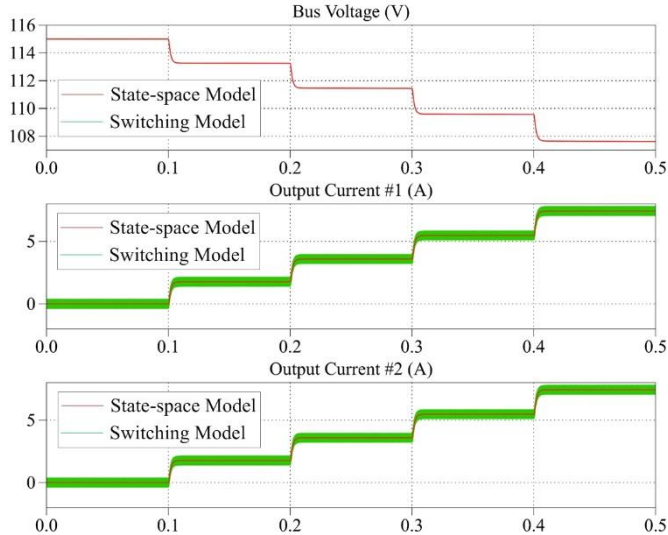 Bus Voltage (V)
116
114
112
110
108
State-space Model
Switching Model
0.0 0.1 0.2 0.3 0.4 0.5
Output Current #1 (A)
5
0
State-space Model
Switching Model
0.0 0.1 0.2 0.3 0.4 0.5
Output Current #2 (A)
5
0
State-space Model
Switching Model
0.0 0.1 0.2 0.3 0.4 0.5